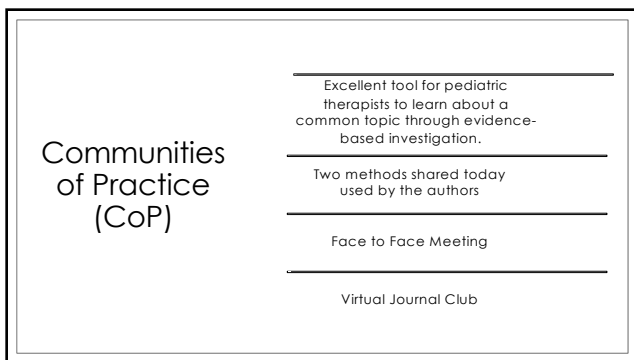 Communities
of Practice
(CoP)
Excellent tool for pediatric
therapists to learn about a
common topic through evidence-
based investigation.
Two methods shared today
used by the authors
Face to Face Meeting
Virtual Journal Club